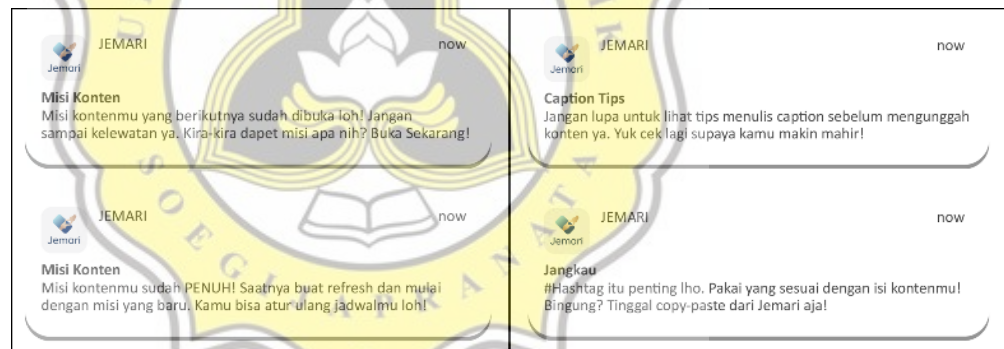 JEMARI
now
Jemari
Misi Konten
Misi kontenmu yang berikutnya sudah dibuka loh! Jangan
sampai kelewatan ya. Kira-kira dapet misi apa nih? Buka Sekarang!
JEMARI
now
Jemari
Caption Tips
Jangan lupa untuk lihat tips menulis caption sebelum mengunggah
konten ya. Yuk cek lagi supaya kamu makin mahir!
JEMARI
now
Jemari
Misi Konten
Misi kontenmu sudah PENUH! Saatnya buat refresh dan mulai
dengan misi yang baru. Kamu bisa atur ulang jadwalmu loh!
JEMARI
now
Jemari
Jangkau
#Hashtag itu penting lho. Pakai yang sesuai dengan isi kontenmu!
Bingung? Tinggal copy-paste dari Jemari aja!
SOEGIJAPRANATA